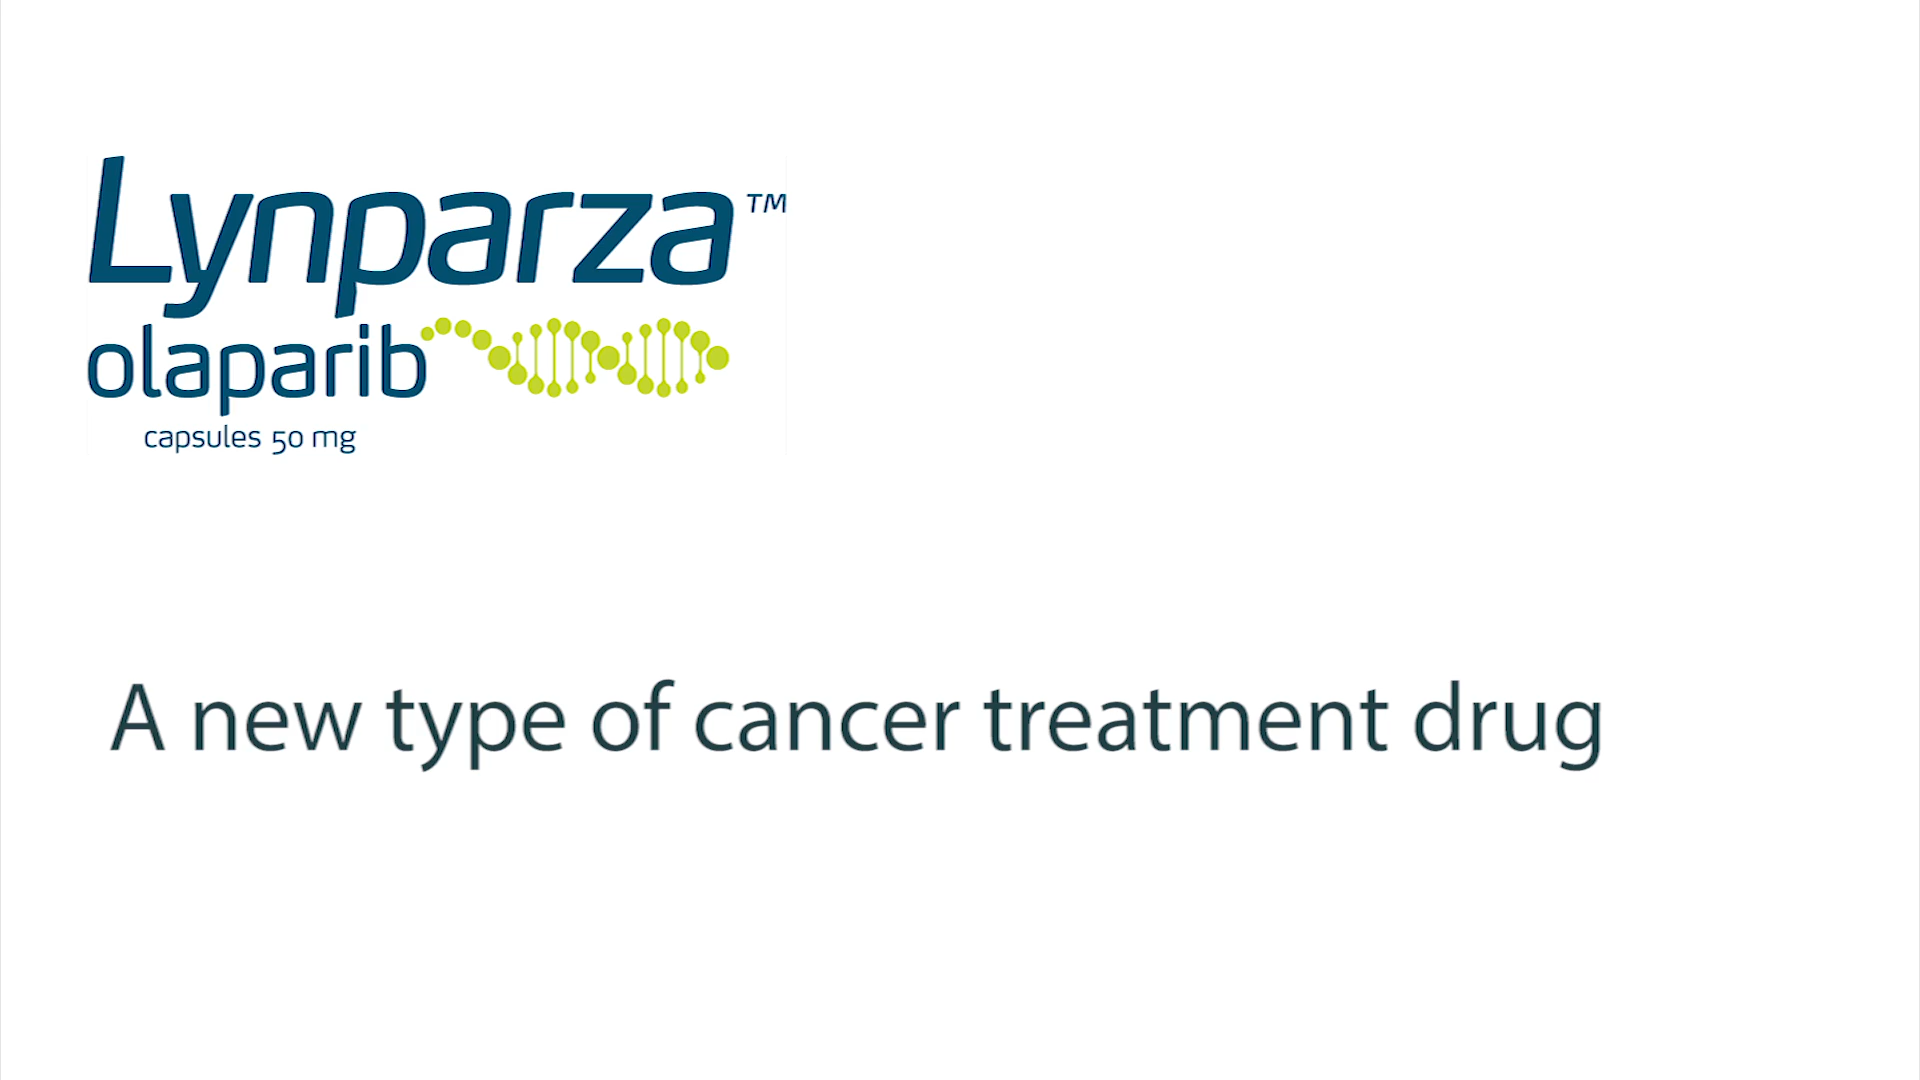 Lynparza™
olaparib
capsules 50 mg
A new type of cancer treatment drug